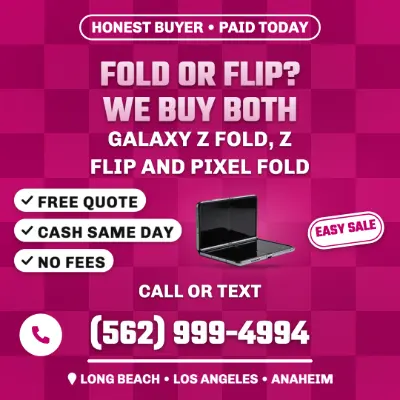 HONEST BUYER • PAID TODAY
FOLD OR FLIP?
WE BUY BOTH
GALAXY Z FOLD, Z
FLIP AND PIXEL FOLD
FREE QUOTE
CASH SAME DAY
NO FEES
EASY SALE
CALL OR TEXT
(562) 999-4994
LONG BEACH • LOS ANGELES • ANAHEIM